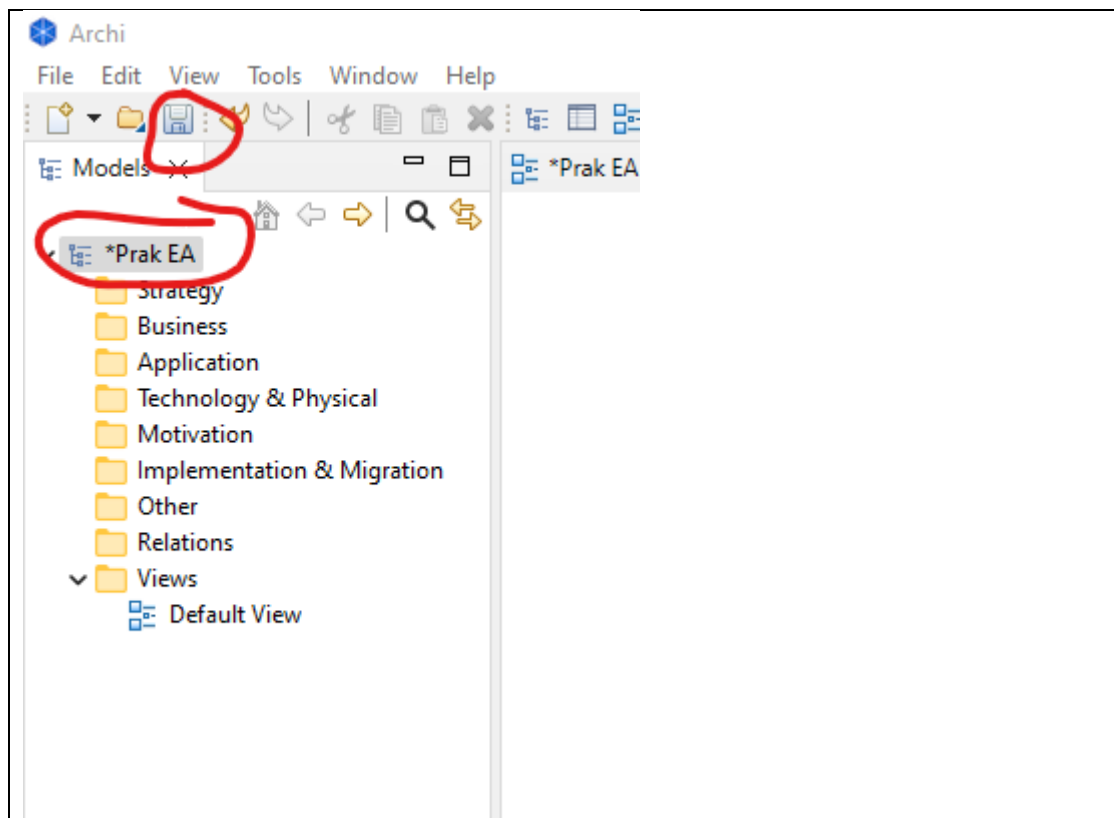 Archi
File Edit View Tools Window Help
Models
*Prak EA
*Prak EA
Strategy
Business
Application
Technology & Physical
Motivation
Implementation & Migration
Other
Relations
Views
Default View